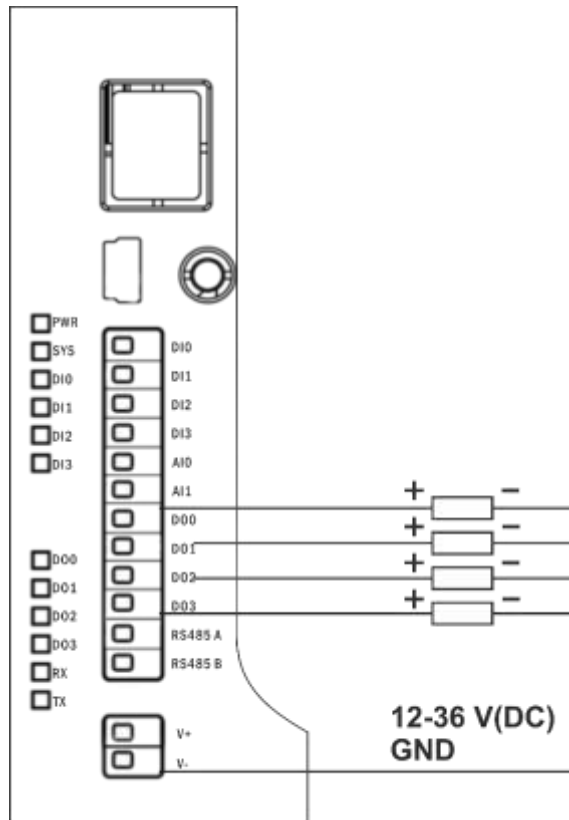 PWR
SYS
DI0
DI1
DI2
DI3
DO0
DO1
DO2
DO3
RX
TX
DI0
DI1
DI2
DI3
AI0
AI1
DO0
DO1
DO2
DO3
RS485 A
RS485 B
V+
V-
+ −
+ −
+ −
+ −
12-36 V(DC)
GND